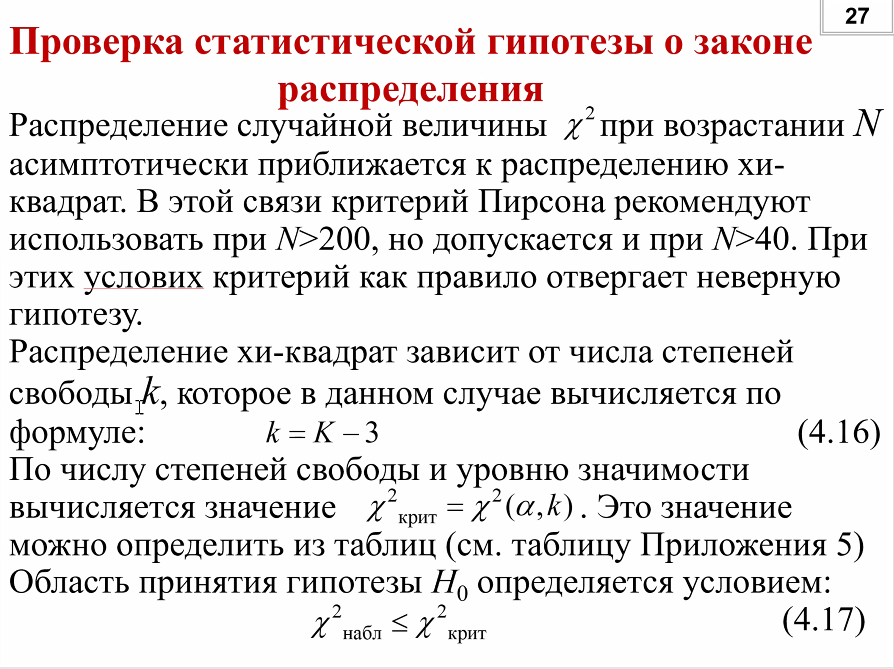 27
Проверка статистической гипотезы о законе
распределения
Распределение случайной величины χ² при возрастании N
асимптотически приближается к распределению хи-
квадрат. В этой связи критерий Пирсона рекомендуют
использовать при N>200, но допускается и при N>40. При
этих услових критерий как правило отвергает неверную
гипотезу.
Распределение хи-квадрат зависит от числа степеней
свободы k, которое в данном случае вычисляется по
формуле: k = K − 3 (4.16)
По числу степеней свободы и уровню значимости
вычисляется значение χ²крит = χ²(α, k). Это значение
можно определить из таблиц (см. таблицу Приложения 5)
Область принятия гипотезы H₀ определяется условием:
χ²набл ≤ χ²крит (4.17)